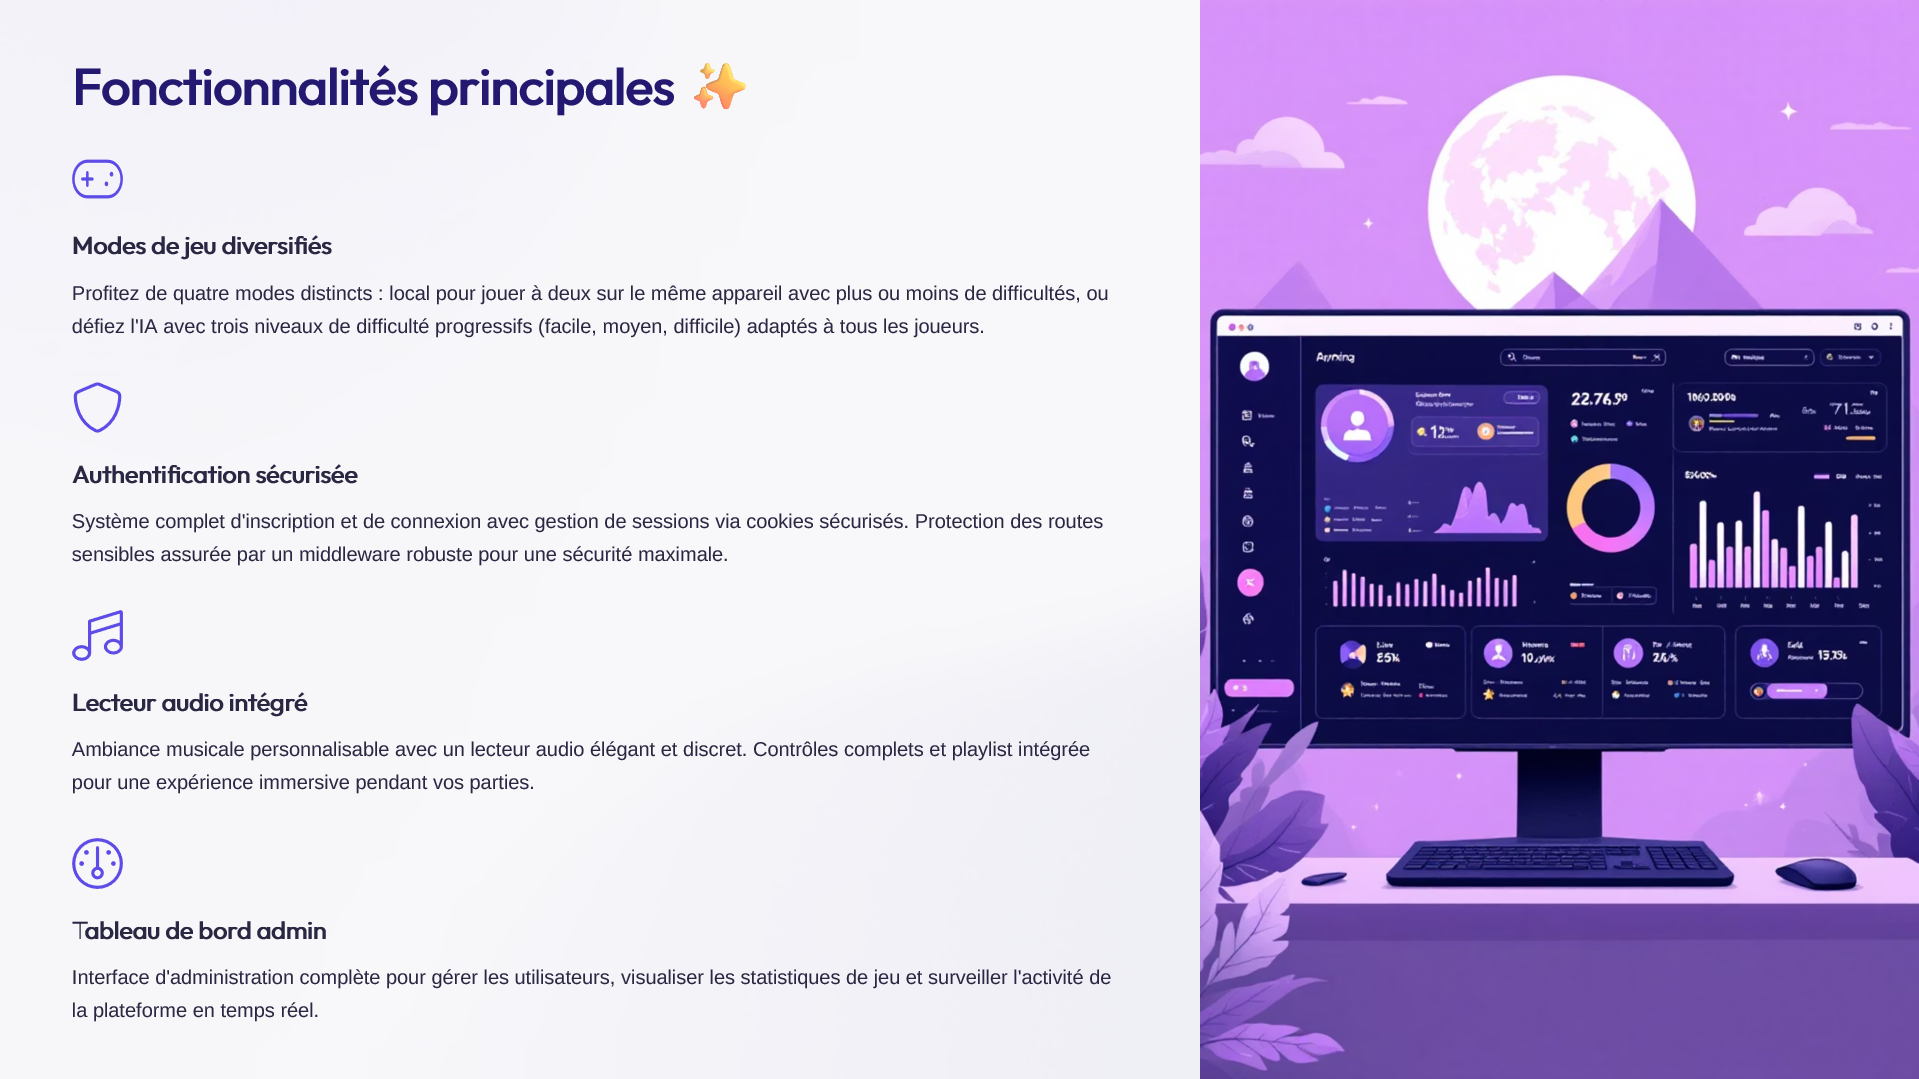 Fonctionnalités principales ✨
Modes de jeu diversifiés
Profitez de quatre modes distincts : local pour jouer à deux sur le même appareil avec plus ou moins de difficultés, ou
défiez l'IA avec trois niveaux de difficulté progressifs (facile, moyen, difficile) adaptés à tous les joueurs.
Authentification sécurisée
Système complet d'inscription et de connexion avec gestion de sessions via cookies sécurisés. Protection des routes
sensibles assurée par un middleware robuste pour une sécurité maximale.
Lecteur audio intégré
Ambiance musicale personnalisable avec un lecteur audio élégant et discret. Contrôles complets et playlist intégrée
pour une expérience immersive pendant vos parties.
Tableau de bord admin
Interface d'administration complète pour gérer les utilisateurs, visualiser les statistiques de jeu et surveiller l'activité de
la plateforme en temps réel.
22.76.99